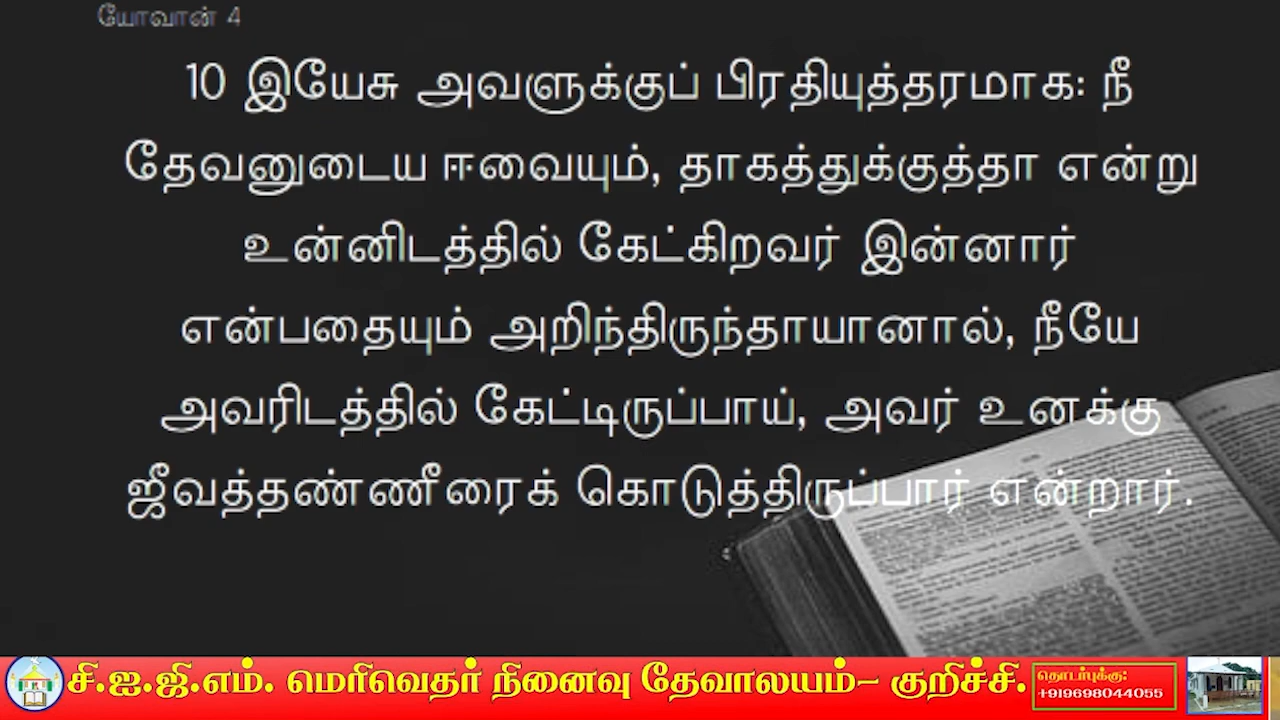 யோவான் 4
10 இயேசு அவளுக்குப் பிரதியுத்தரமாக: நீ
தேவனுடைய ஈவையும், தாகத்துக்குத்தா என்று
உன்னிடத்தில் கேட்கிறவர் இன்னார்
என்பதையும் அறிந்திருந்தாயானால், நீயே
அவரிடத்தில் கேட்டிருப்பாய், அவர் உனக்கு
ஜீவத்தண்ணீரைக் கொடுத்திருப்பார் என்றார்.
சி.ஐ.ஜி.எம். மெரிவெதர் நினைவு தேவாலயம்- குறிச்சி.
தொடர்புக்கு:
+919698044055